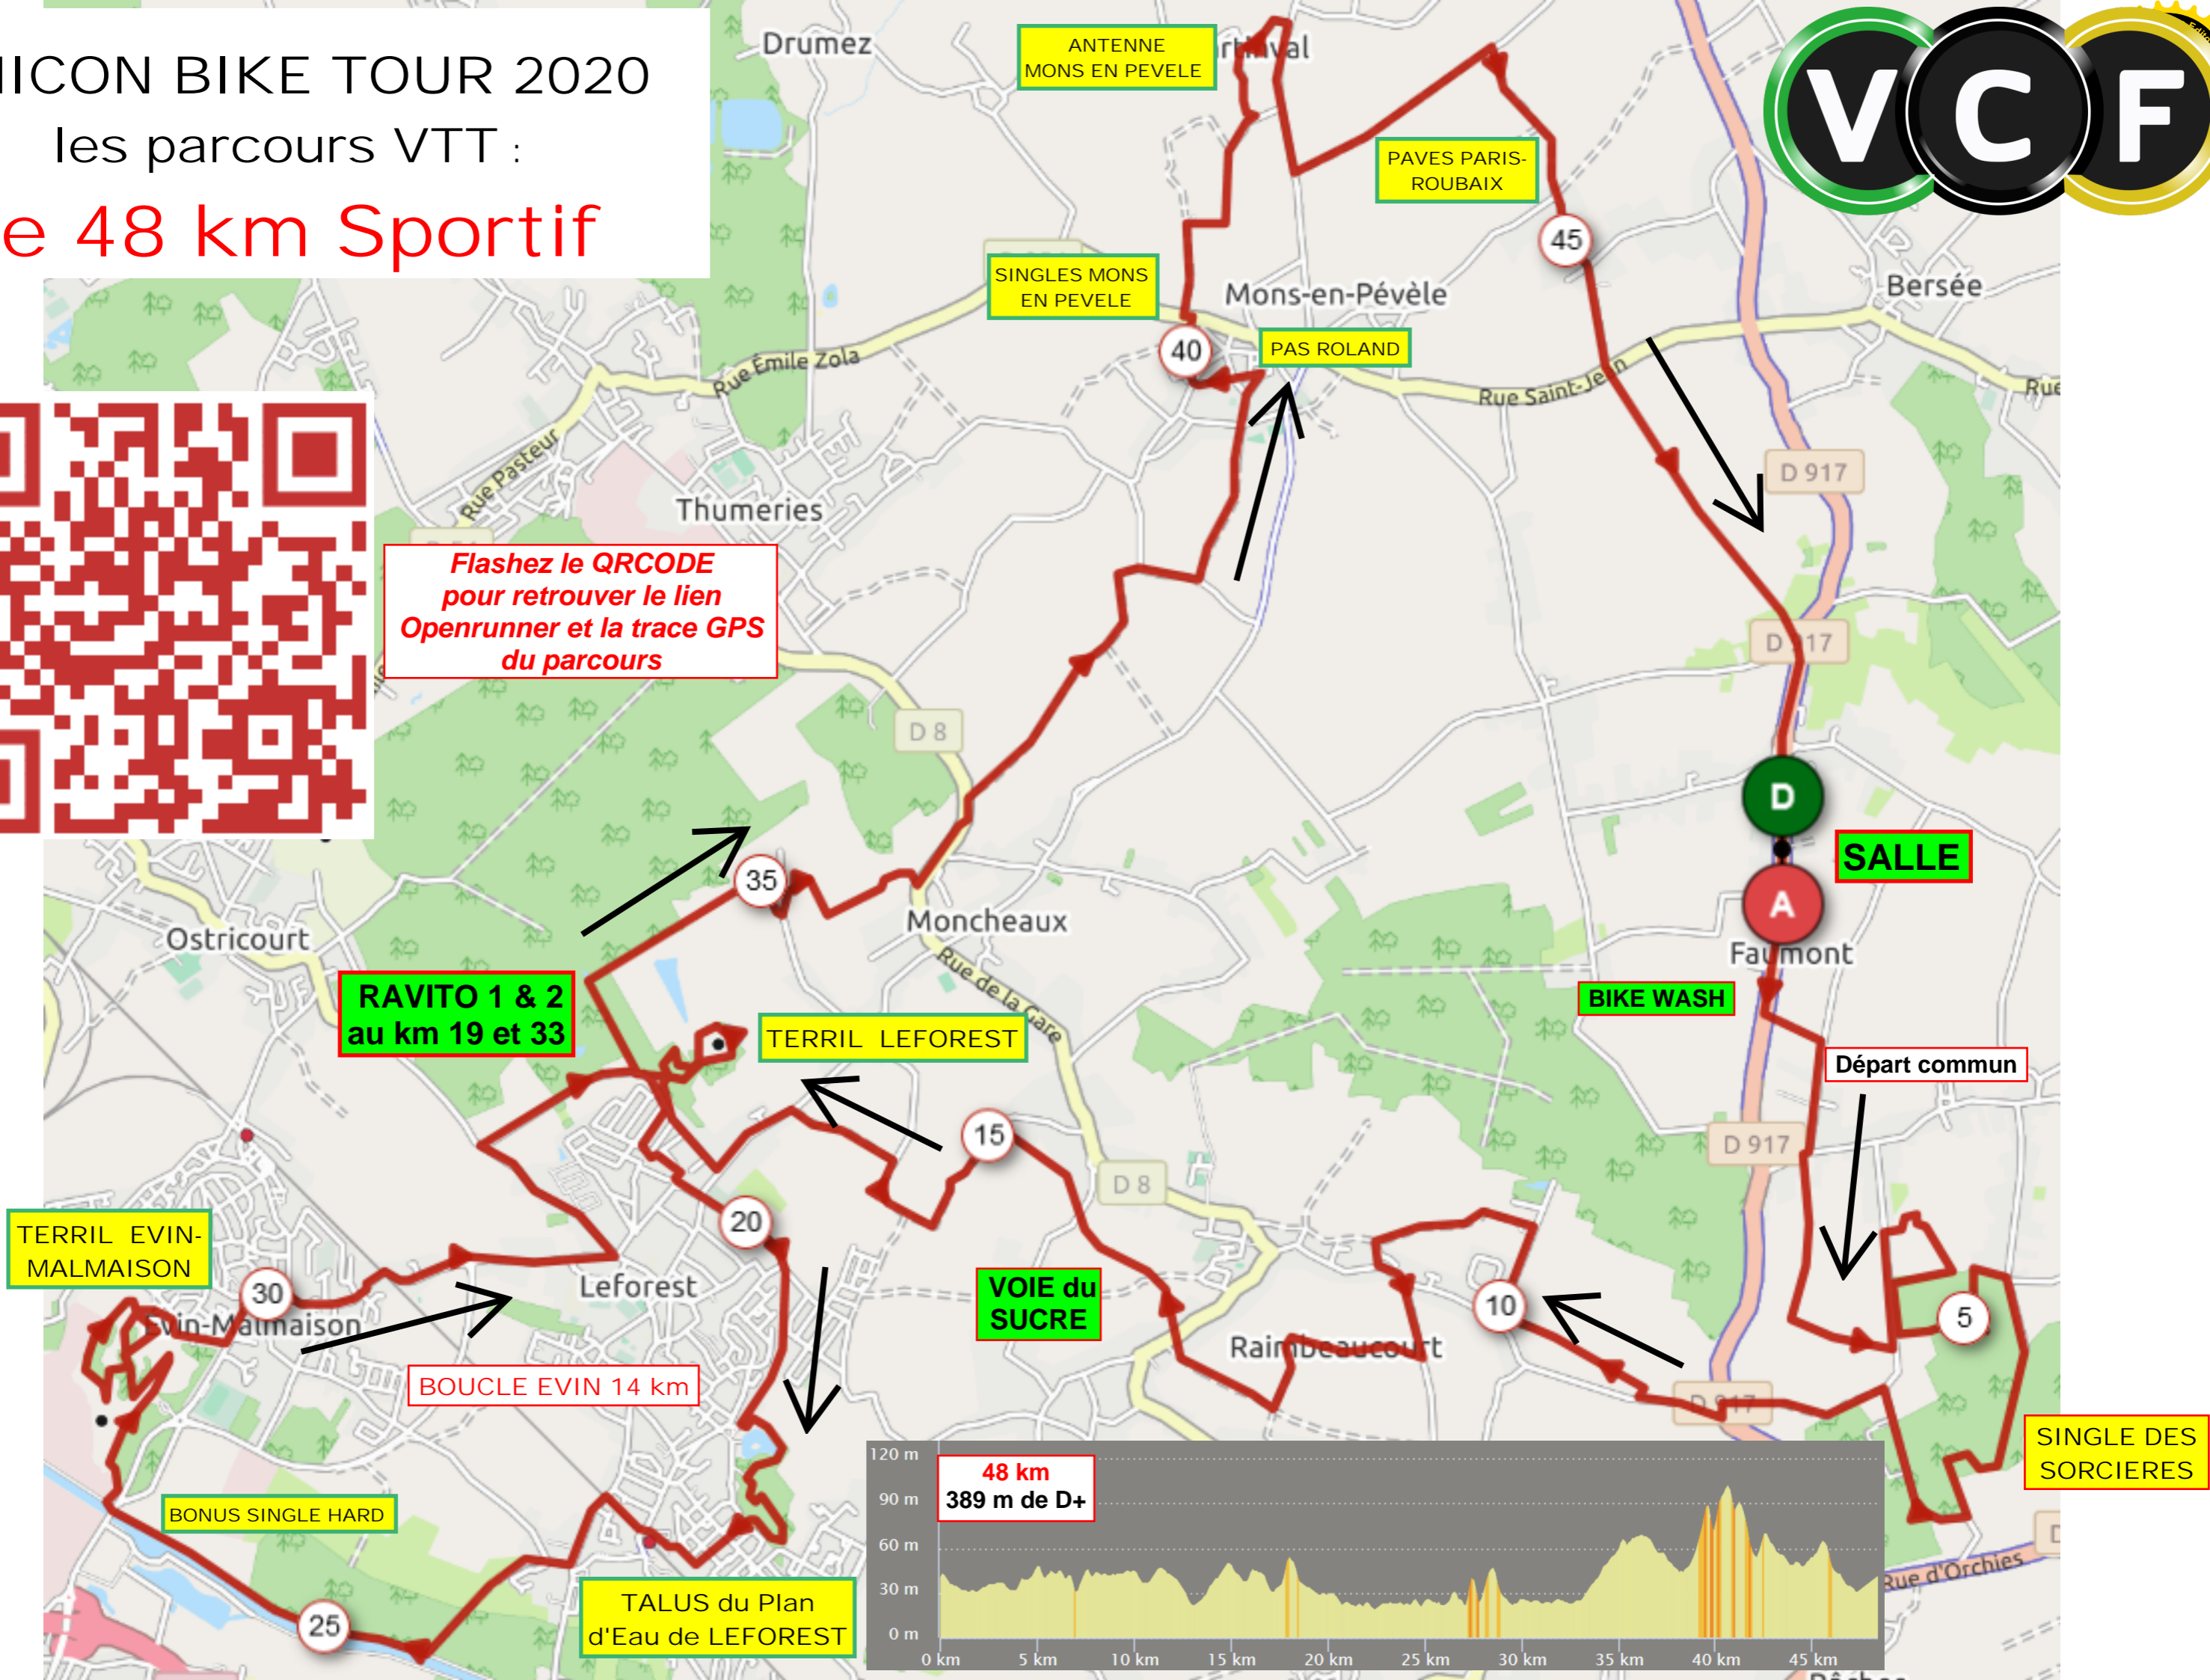 NICON BIKE TOUR 2020
les parcours VTT :
e 48 km Sportif
VCF
Drumez
ANTENNE
MONS EN PEVELE
PAVES PARIS-
ROUBAIX
45
Bersée
SINGLES MONS
EN PEVELE
Mons-en-Pévèle
40
PAS ROLAND
Rue Émile Zola
Rue Saint-Jean
Rue
D 917
Rue Pasteur
Thumeries
Flashez le QRCODE
pour retrouver le lien
Openrunner et la trace GPS
du parcours
D 917
D 8
D
SALLE
35
A
Ostricourt
Moncheaux
Faumont
Rue de la Gare
RAVITO 1 & 2
au km 19 et 33
BIKE WASH
TERRIL LEFOREST
Départ commun
15
D 917
D 8
20
TERRIL EVIN-
MALMAISON
30
Leforest
VOIE du
SUCRE
10
5
Evin-Malmaison
Raimbeaucourt
BOUCLE EVIN 14 km
D 917
SINGLE DES
SORCIERES
BONUS SINGLE HARD
25
TALUS du Plan
d'Eau de LEFOREST
Rue d'Orchies
48 km
389 m de D+
120 m
90 m
60 m
30 m
0 m
0 km 5 km 10 km 15 km 20 km 25 km 30 km 35 km 40 km 45 km